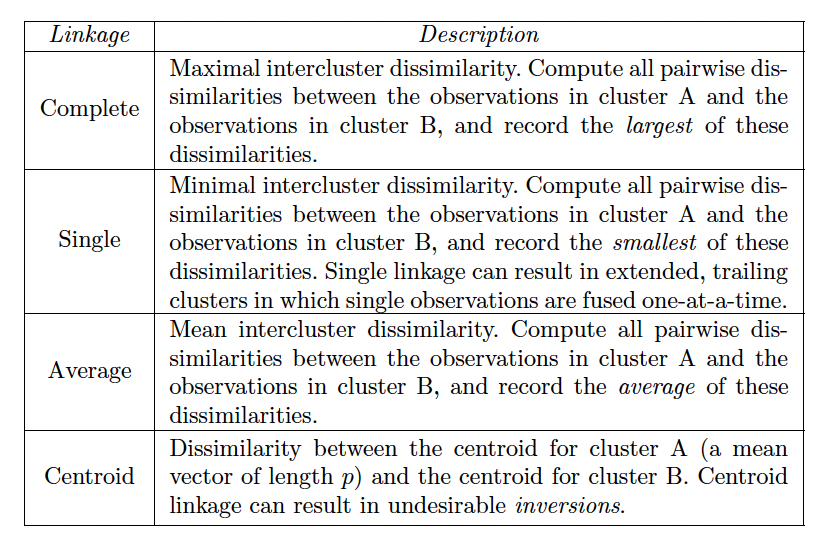 Linkage Description
Maximal intercluster dissimilarity. Compute all pairwise dis-
similarities between the observations in cluster A and the
Complete
observations in cluster B, and record the largest of these
dissimilarities.
Minimal intercluster dissimilarity. Compute all pairwise dis-
similarities between the observations in cluster A and the
Single
observations in cluster B, and record the smallest of these
dissimilarities. Single linkage can result in extended, trailing
clusters in which single observations are fused one-at-a-time.
Mean intercluster dissimilarity. Compute all pairwise dis-
similarities between the observations in cluster A and the
Average
observations in cluster B, and record the average of these
dissimilarities.
Dissimilarity between the centroid for cluster A (a mean
Centroid
vector of length p) and the centroid for cluster B. Centroid
linkage can result in undesirable inversions.